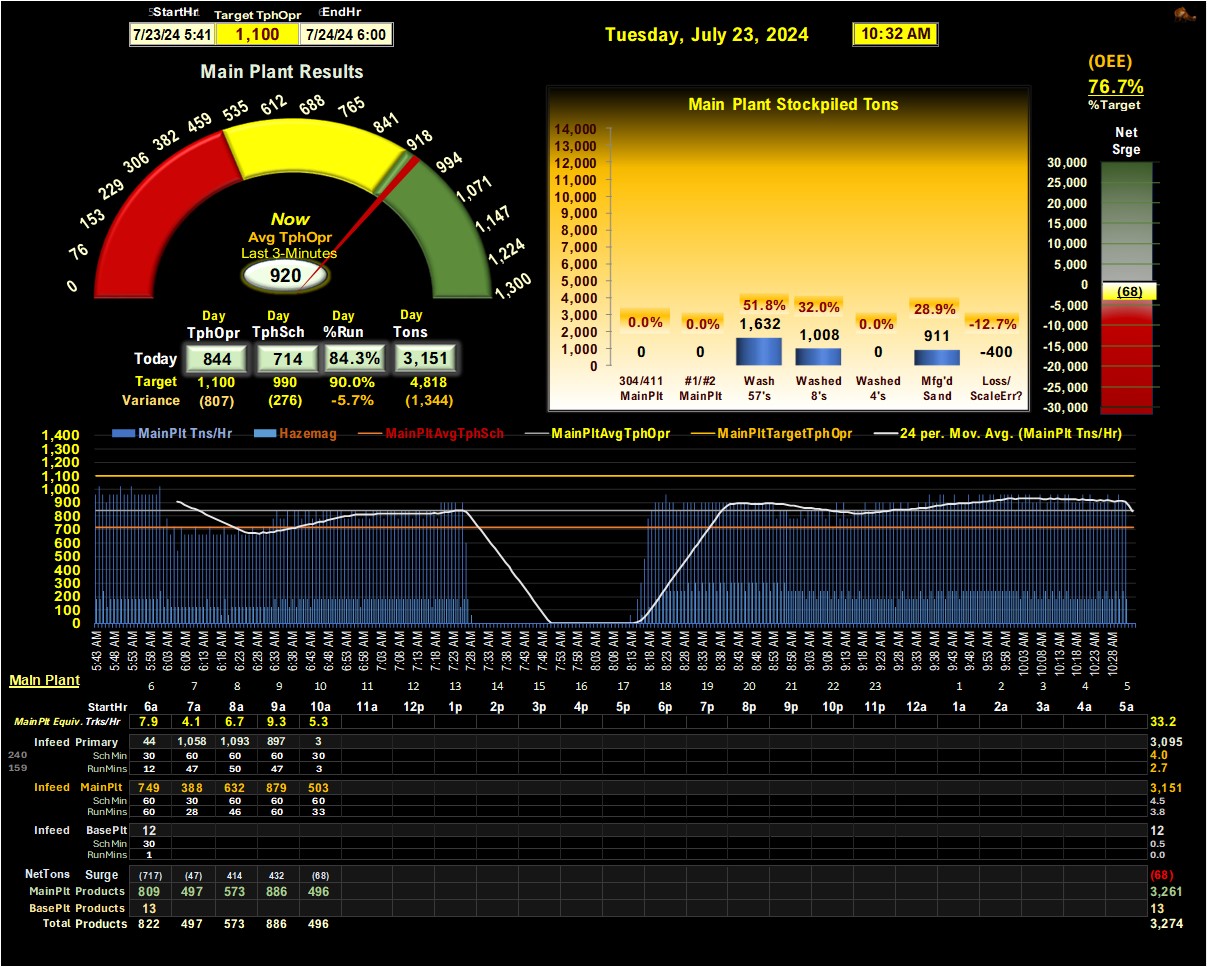 StartHr Target TphOpr EndHr
7/23/24 5:41 1,100 7/24/24 6:00
Tuesday, July 23, 2024 10:32 AM
(OEE)
76.7%
%Target
Main Plant Results
0 76 153 229 306 382 459 535 612 688 765 841 918 994 1,071 1,147 1,224 1,300
Now
Avg TphOpr
Last 3-Minutes
920
Day Day Day Day
TphOpr TphSch %Run Tons
Today 844 714 84.3% 3,151
Target 1,100 990 90.0% 4,818
Variance (807) (276) -5.7% (1,344)
Main Plant Stockpiled Tons
14,000
13,000
12,000
11,000
10,000
9,000
8,000
7,000
6,000
5,000
4,000
3,000
2,000
1,000
0
0.0% 0.0% 51.8% 32.0% 0.0% 28.9% -12.7%
0 0 1,632 1,008 0 911 -400
304/411 #1/#2 Wash Washed Washed Mfg'd Loss/
MainPlt MainPlt 57's 8's 4's Sand ScaleErr?
Net
Srge
30,000
25,000
20,000
15,000
10,000
5,000
0
(68)
-5,000
-10,000
-15,000
-20,000
-25,000
-30,000
MainPlt Tns/Hr Hazemag MainPltAvgTphSch MainPltAvgTphOpr MainPltTargetTphOpr 24 per. Mov. Avg. (MainPlt Tns/Hr)
1,400
1,300
1,200
1,100
1,000
900
800
700
600
500
400
300
200
100
0
5:43 AM 5:48 AM 5:53 AM 5:58 AM 6:03 AM 6:08 AM 6:13 AM 6:18 AM 6:23 AM 6:28 AM 6:33 AM 6:38 AM 6:43 AM 6:48 AM 6:53 AM 6:58 AM 7:03 AM 7:08 AM 7:13 AM 7:18 AM 7:23 AM 7:28 AM 7:33 AM 7:38 AM 7:43 AM 7:48 AM 7:53 AM 7:58 AM 8:03 AM 8:08 AM 8:13 AM 8:18 AM 8:23 AM 8:28 AM 8:33 AM 8:38 AM 8:43 AM 8:48 AM 8:53 AM 8:58 AM 9:03 AM 9:08 AM 9:13 AM 9:18 AM 9:23 AM 9:28 AM 9:33 AM 9:38 AM 9:43 AM 9:48 AM 9:53 AM 9:58 AM 10:03 AM 10:08 AM 10:13 AM 10:18 AM 10:23 AM 10:28 AM
Main Plant 6 7 8 9 10 11 12 13 14 15 16 17 18 19 20 21 22 23 1 2 3 4 5
StartHr 6a 7a 8a 9a 10a 11a 12p 1p 2p 3p 4p 5p 6p 7p 8p 9p 10p 11p 12a 1a 2a 3a 4a 5a
MainPlt Equiv. Trks/Hr 7.9 4.1 6.7 9.3 5.3 33.2
Infeed Primary 44 1,058 1,093 897 3 3,095
240 SchMin 30 60 60 60 30 4.0
159 RunMins 12 47 50 47 3 2.7
Infeed MainPlt 749 388 632 879 503 3,151
SchMin 60 30 60 60 60 4.5
RunMins 60 28 46 60 33 3.8
Infeed BasePlt 12 12
SchMin 30 0.5
RunMins 1 0.0
NetTons Surge (717) (47) 414 432 (68) (68)
MainPlt Products 809 497 573 886 496 3,261
BasePlt Products 13 13
Total Products 822 497 573 886 496 3,274